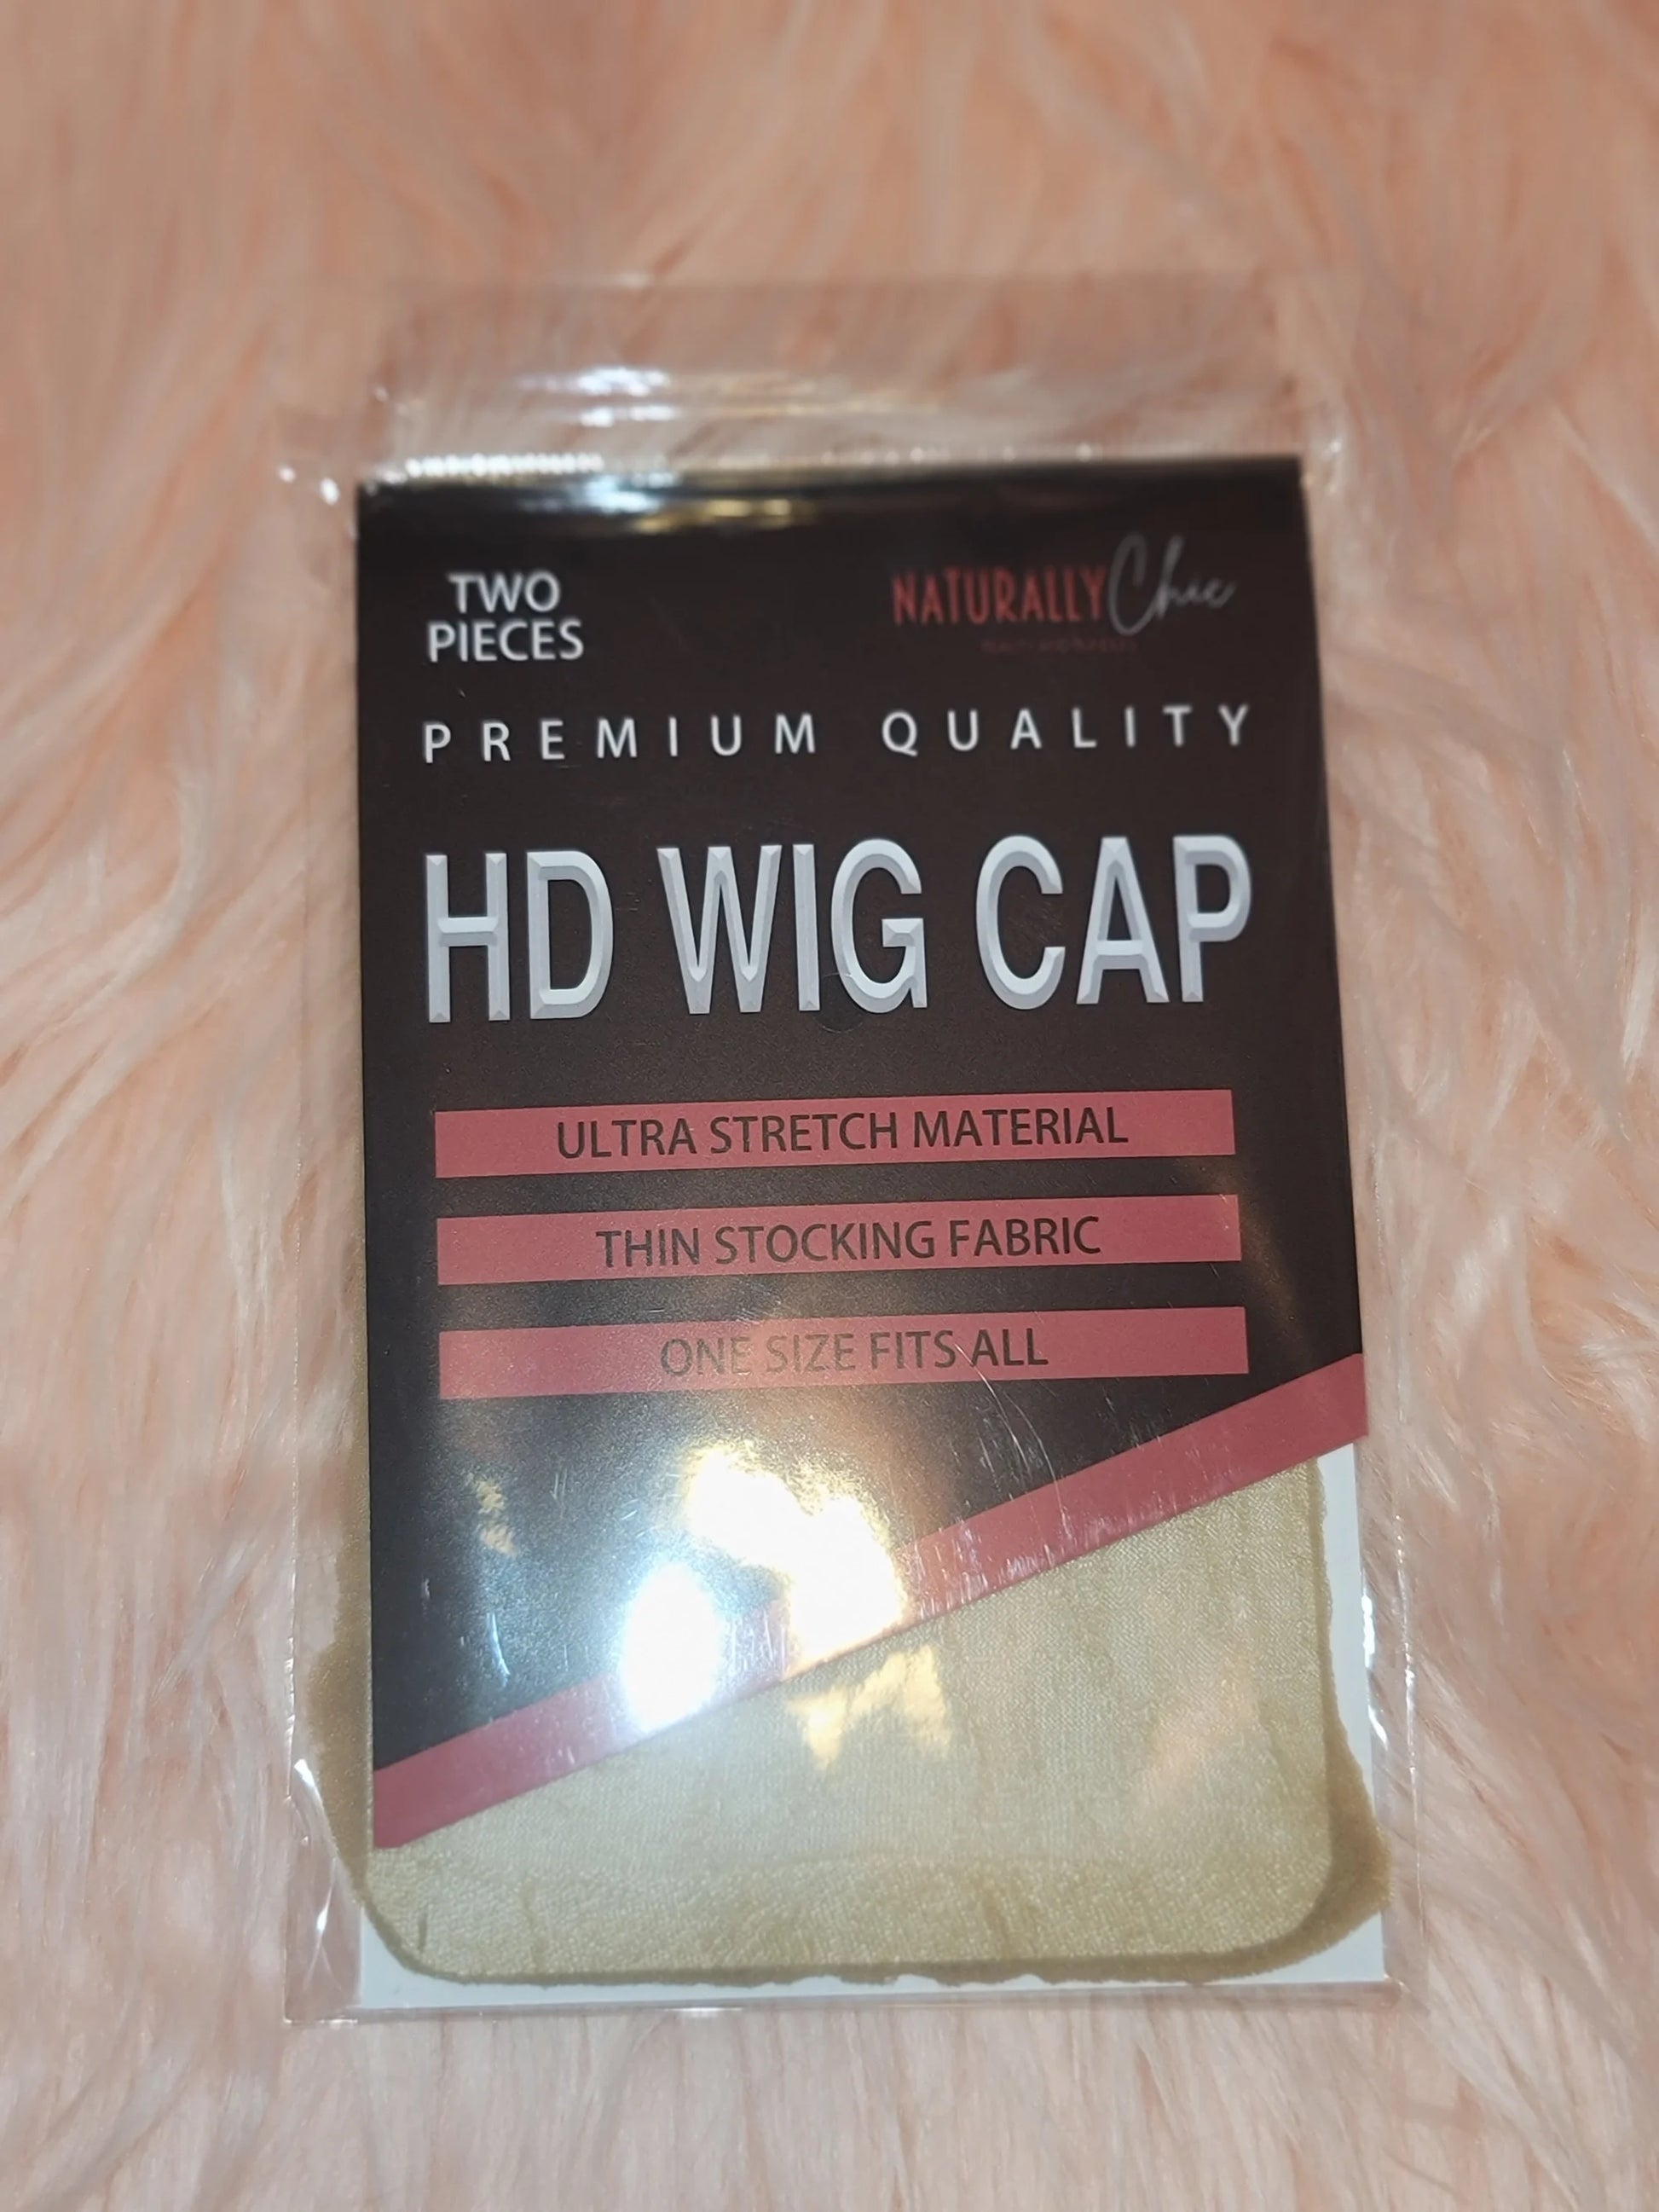 TWO
PIECES
NATURALLY Chic
PREMIUM QUALITY
HD WIG CAP
ULTRA STRETCH MATERIAL
THIN STOCKING FABRIC
ONE SIZE FITS ALL